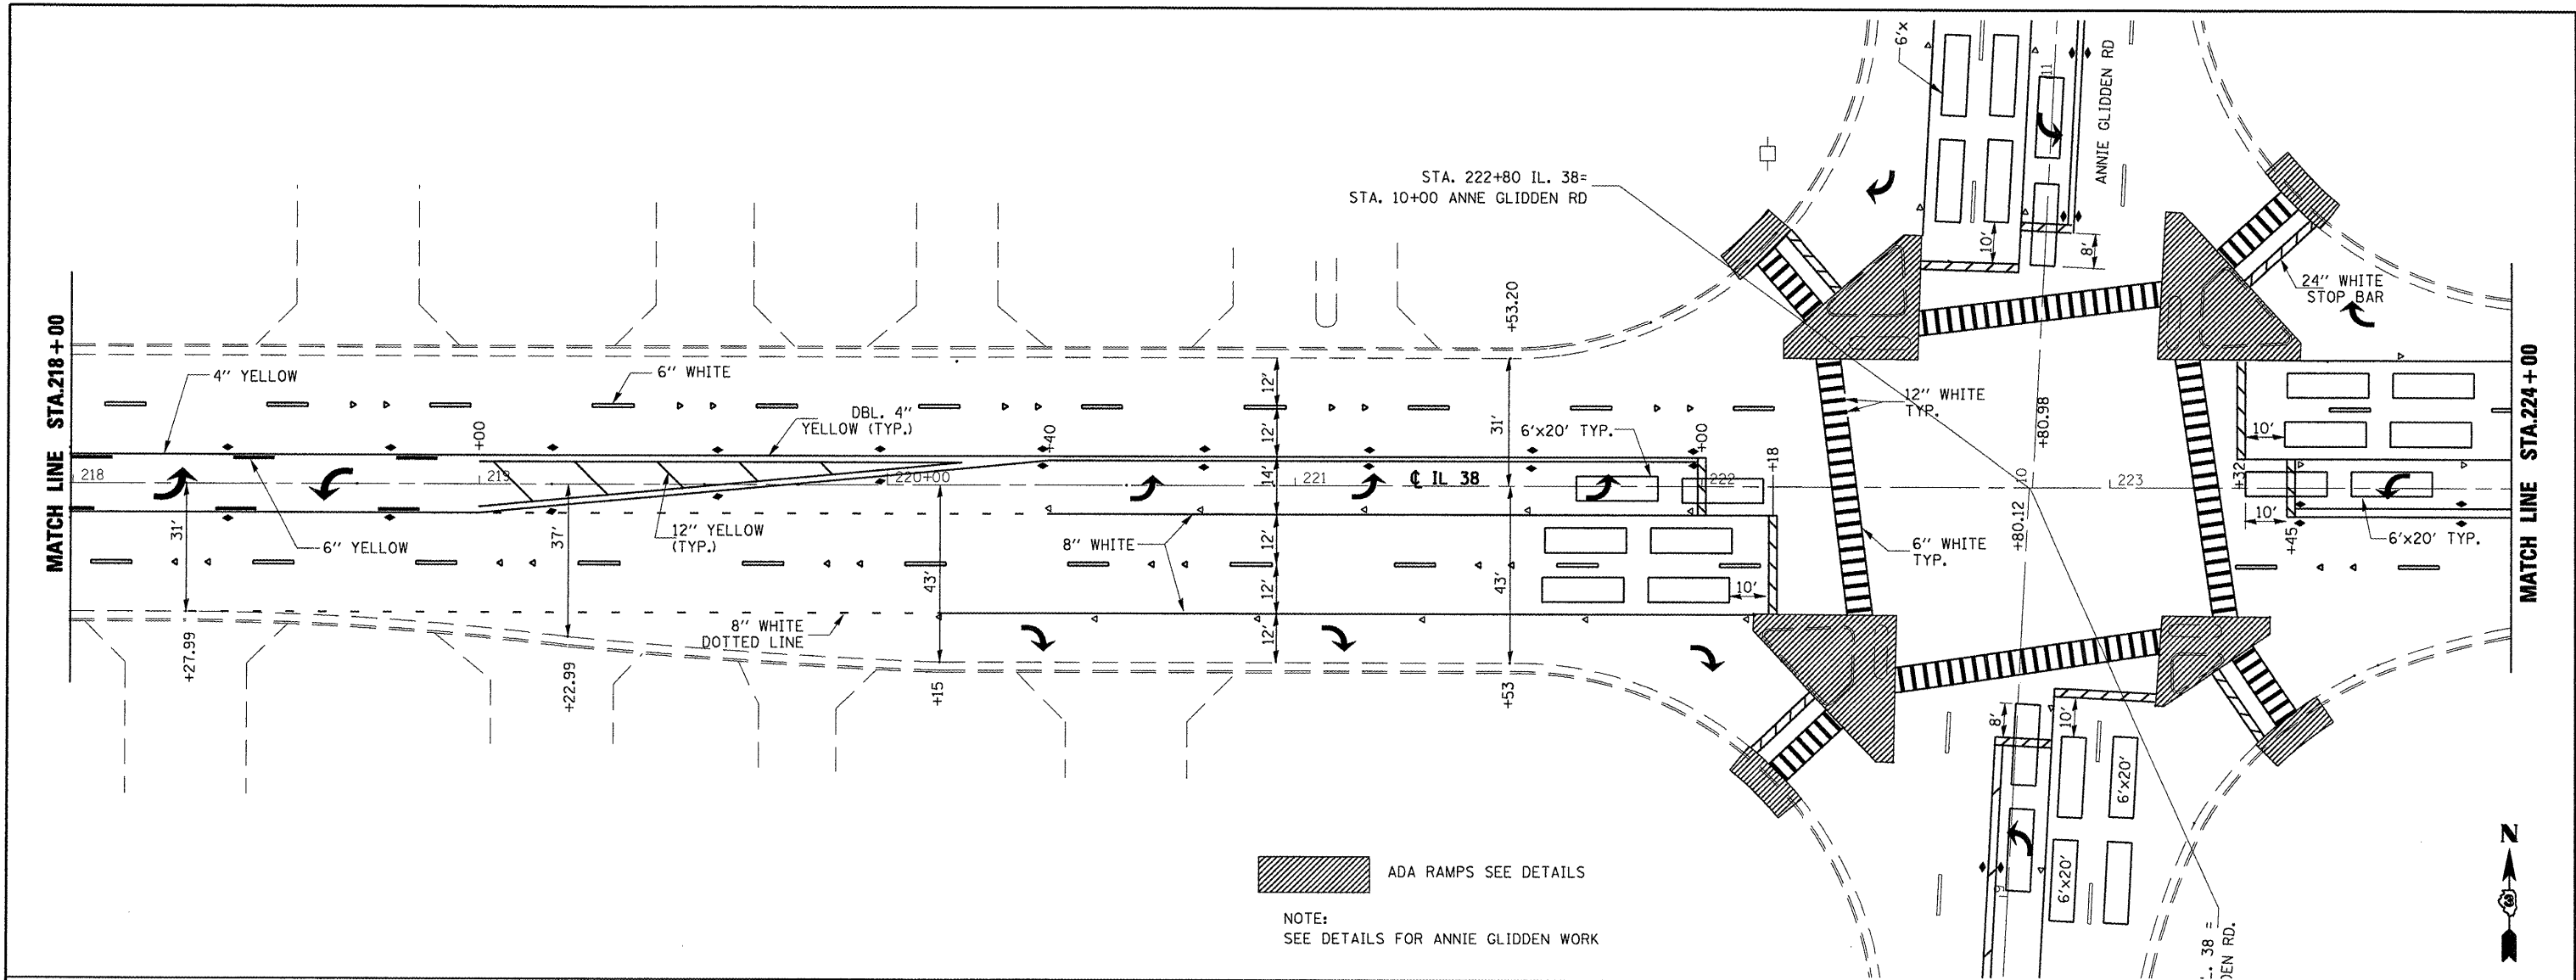 6'x
ANNIE GLIDDEN RD
11
STA. 222+80 IL. 38=
STA. 10+00 ANNE GLIDDEN RD
10'
8'
24" WHITE
STOP BAR
+53.20
MATCH LINE STA.218+00
4" YELLOW
6" WHITE
DBL. 4"
YELLOW (TYP.)
12'
12'
14'
31'
12" WHITE
TYP.
+80.98
MATCH LINE STA.224+00
10'
6'x20' TYP.
+00
+40
+00
+18
218
219
220+00
221
℄ IL 38
222
10
223
+32
31'
37'
6" YELLOW
12" YELLOW
(TYP.)
43'
8" WHITE
12'
12'
12'
43'
10'
6" WHITE
TYP.
+80.12
10'
+45
6'x20' TYP.
8" WHITE
DOTTED LINE
+27.99
+22.99
+15
+53
8'
10'
6'x20'
6'x20'
ADA RAMPS SEE DETAILS
NOTE:
SEE DETAILS FOR ANNIE GLIDDEN WORK
L. 38 =
DEN RD.
N